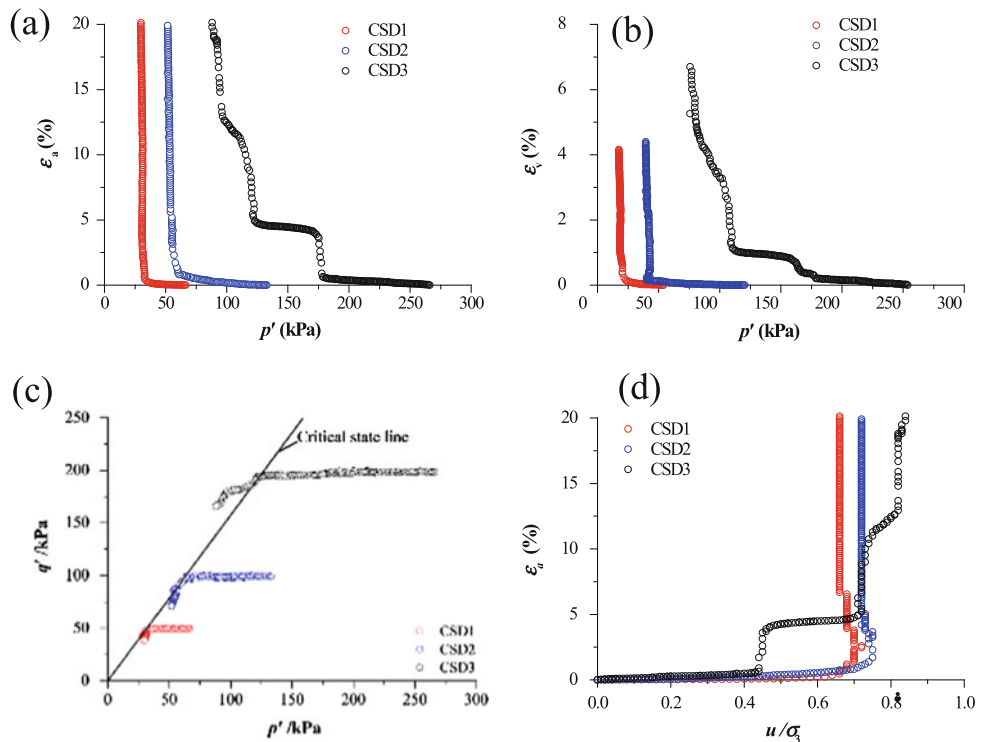 (a)
20
15
10
5
0
εa (%)
0 50 100 150 200 250 300
p′ (kPa)
CSD1
CSD2
CSD3
(b)
8
6
4
2
0
εv (%)
0 50 100 150 200 250 300
p′ (kPa)
CSD1
CSD2
CSD3
(c)
250
200
150
100
50
0
q′ /kPa
0 50 100 150 200 250 300
p′ /kPa
Critical state line
CSD1
CSD2
CSD3
(d)
20
15
10
5
0
εa (%)
0.0 0.2 0.4 0.6 0.8 1.0
u/σ3
CSD1
CSD2
CSD3